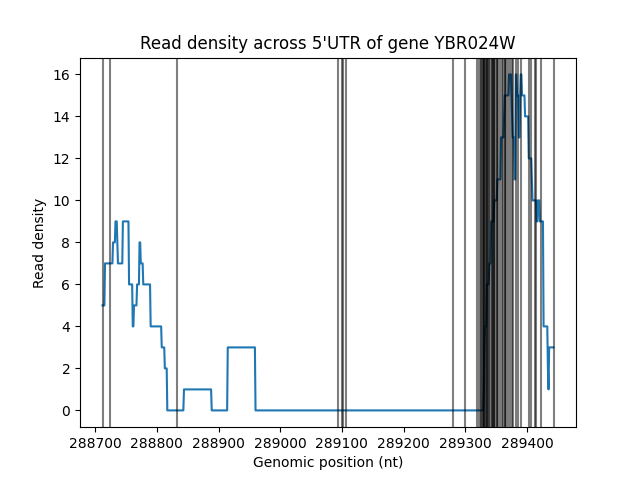 Read density across 5'UTR of gene YBR024W
Read density
16
14
12
10
8
6
4
2
0
288700 288800 288900 289000 289100 289200 289300 289400
Genomic position (nt)